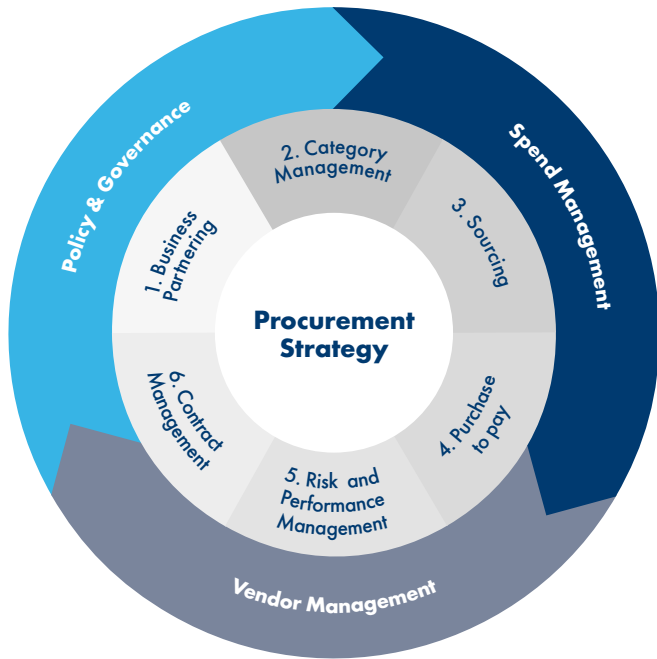 Policy & Governance
Spend Management
Vendor Management
1. Business
Partnering
2. Category
Management
3. Sourcing
4. Purchase
to pay
5. Risk and
Performance
Management
6. Contract
Management
Procurement
Strategy